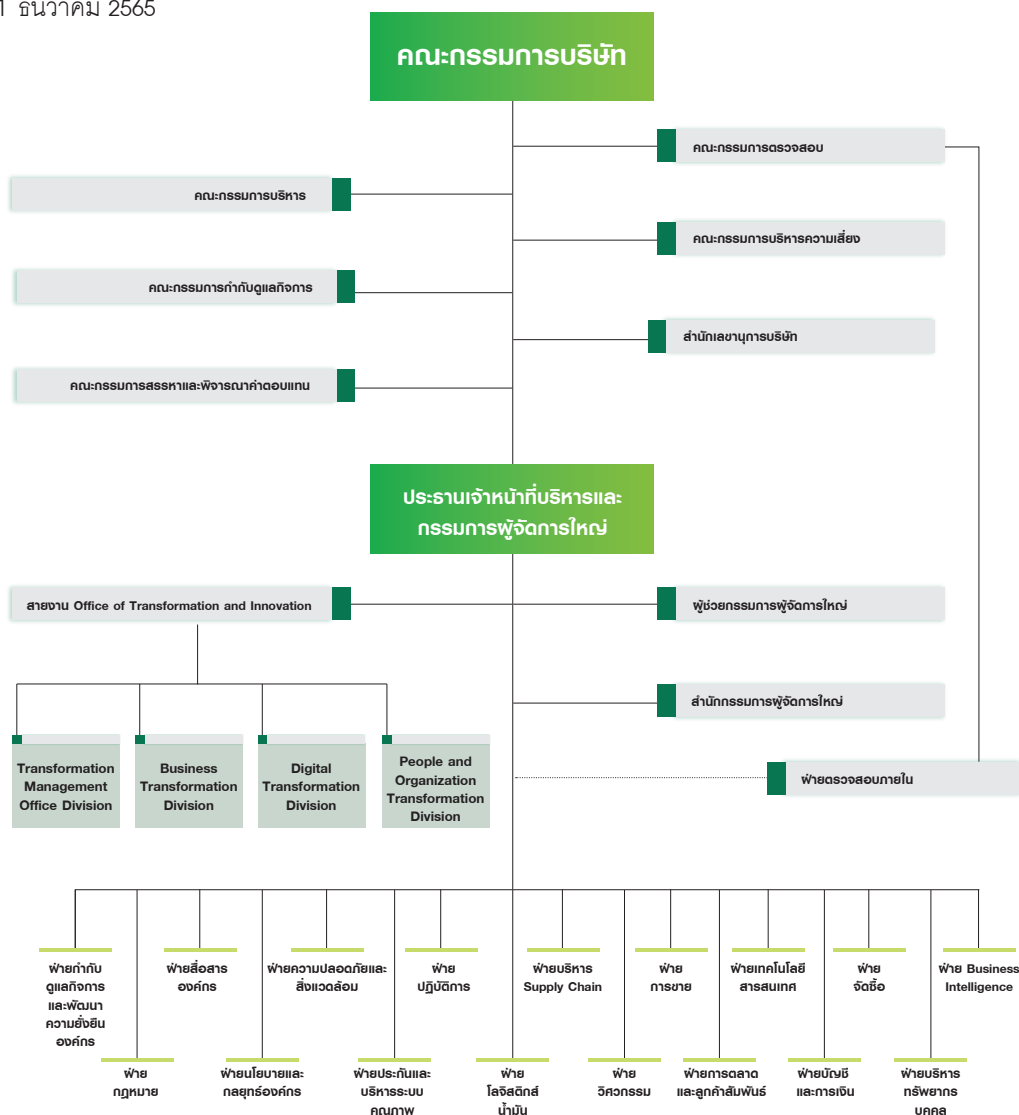 1 ธันวาคม 2565
คณะกรรมการบริษัท
คณะกรรมการตรวจสอบ
คณะกรรมการบริหาร
คณะกรรมการบริหารความเสี่ยง
คณะกรรมการกำกับดูแลกิจการ
สำนักเลขานุการบริษัท
คณะกรรมการสรรหาและพิจารณาค่าตอบแทน
ประธานเจ้าหน้าที่บริหารและ
กรรมการผู้จัดการใหญ่
สายงาน Office of Transformation and Innovation
ผู้ช่วยกรรมการผู้จัดการใหญ่
สำนักกรรมการผู้จัดการใหญ่
Transformation
Management
Office Division
Business
Transformation
Division
Digital
Transformation
Division
People and
Organization
Transformation
Division
ฝ่ายตรวจสอบภายใน
ฝ่ายกำกับ
ดูแลกิจการ
และพัฒนา
ความยั่งยืน
องค์กร
ฝ่ายสื่อสาร
องค์กร
ฝ่ายความปลอดภัยและ
สิ่งแวดล้อม
ฝ่าย
ปฏิบัติการ
ฝ่ายบริหาร
Supply Chain
ฝ่าย
การขาย
ฝ่ายเทคโนโลยี
สารสนเทศ
ฝ่าย
จัดซื้อ
ฝ่าย Business
Intelligence
ฝ่าย
กฎหมาย
ฝ่ายนโยบายและ
กลยุทธ์องค์กร
ฝ่ายประกันและ
บริหารระบบ
คุณภาพ
ฝ่าย
โลจิสติกส์
น้ำมัน
ฝ่าย
วิศวกรรม
ฝ่ายการตลาด
และลูกค้าสัมพันธ์
ฝ่ายบัญชี
และการเงิน
ฝ่ายบริหาร
ทรัพยากร
บุคคล